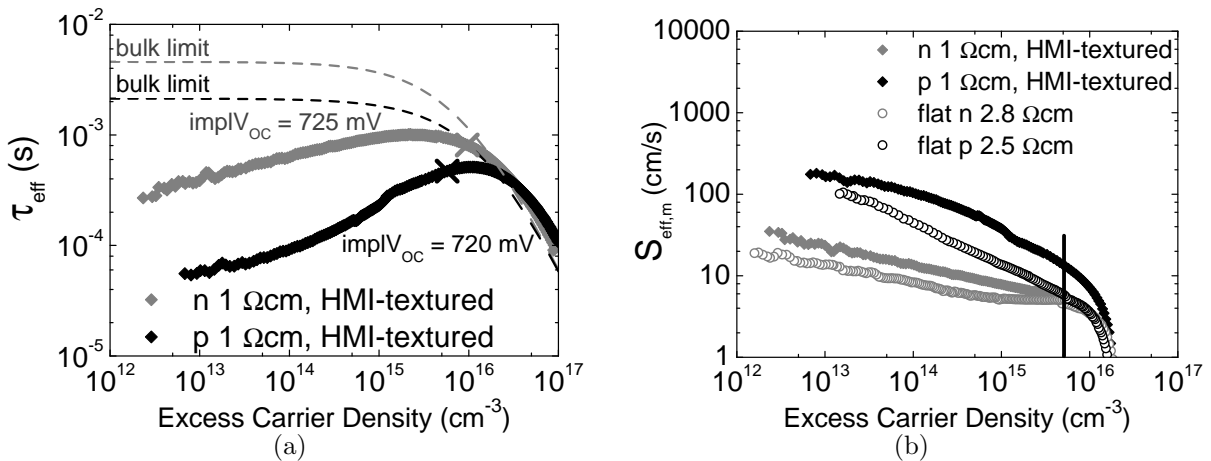 10⁻²
10⁻³
10⁻⁴
10⁻⁵
τ_eff (s)
bulk limit
bulk limit
implV_OC = 725 mV
implV_OC = 720 mV
n 1 Ωcm, HMI-textured
p 1 Ωcm, HMI-textured
10¹² 10¹³ 10¹⁴ 10¹⁵ 10¹⁶ 10¹⁷
Excess Carrier Density (cm⁻³)
(a)
10000
1000
100
10
1
S_eff,m (cm/s)
n 1 Ωcm, HMI-textured
p 1 Ωcm, HMI-textured
flat n 2.8 Ωcm
flat p 2.5 Ωcm
10¹² 10¹³ 10¹⁴ 10¹⁵ 10¹⁶ 10¹⁷
Excess Carrier Density (cm⁻³)
(b)